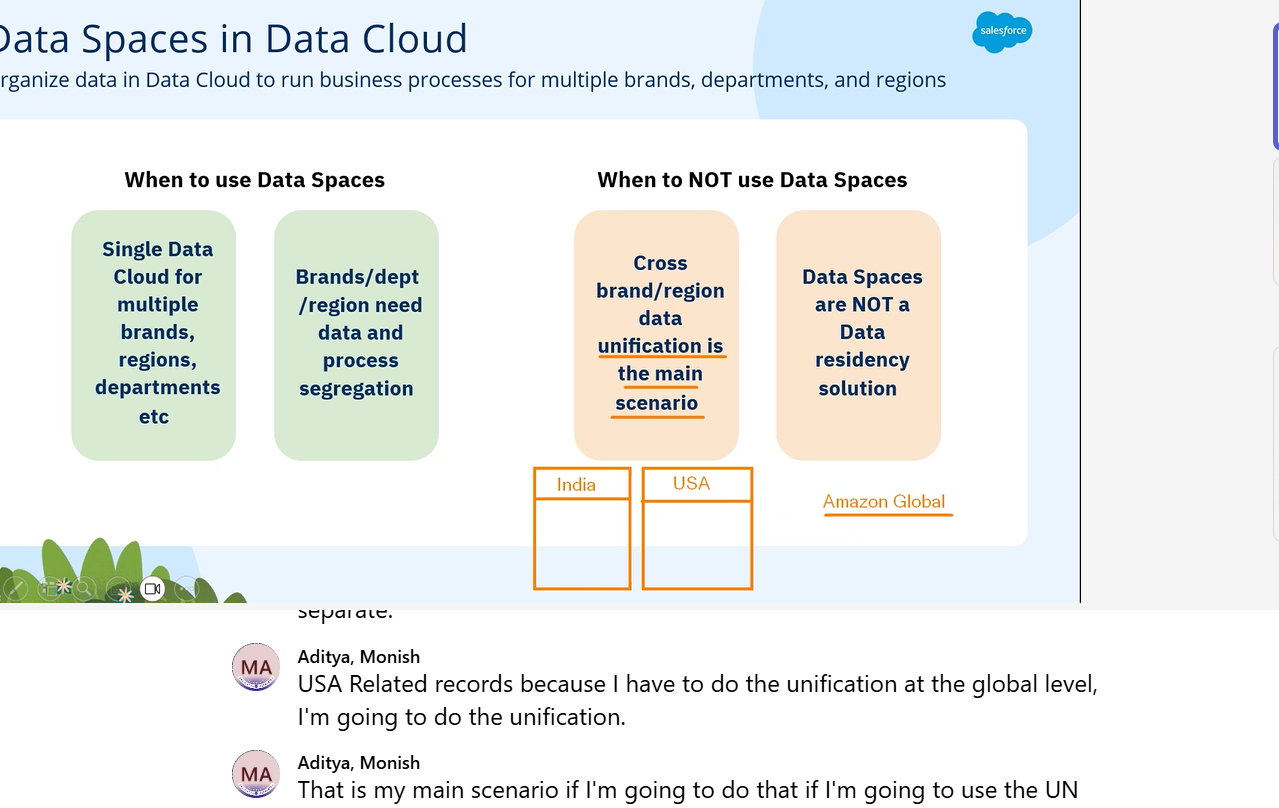 Data Spaces in Data Cloud
salesforce
rganize data in Data Cloud to run business processes for multiple brands, departments, and regions
When to use Data Spaces
Single Data
Cloud for
multiple
brands,
regions,
departments
etc
Brands/dept
/region need
data and
process
segregation
When to NOT use Data Spaces
Cross
brand/region
data
unification is
the main
scenario
Data Spaces
are NOT a
Data
residency
solution
India
USA
Amazon Global
separate.
MA
Aditya, Monish
USA Related records because I have to do the unification at the global level,
I'm going to do the unification.
MA
Aditya, Monish
That is my main scenario if I'm going to do that if I'm going to use the UN